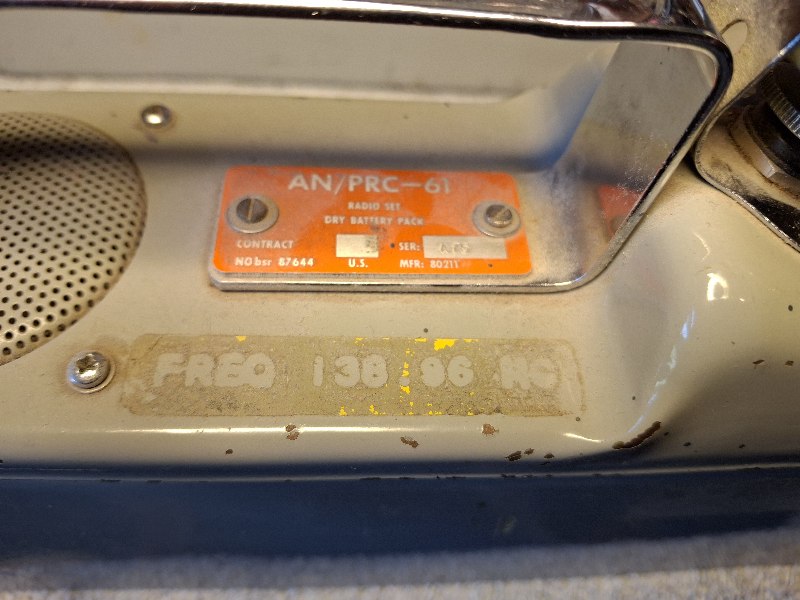 AN/PRC-61
RADIO SET
DRY BATTERY PACK
CONTRACT SER:
NObsr 87644 U.S. MFR: 80211
FREQ 138.96 MC